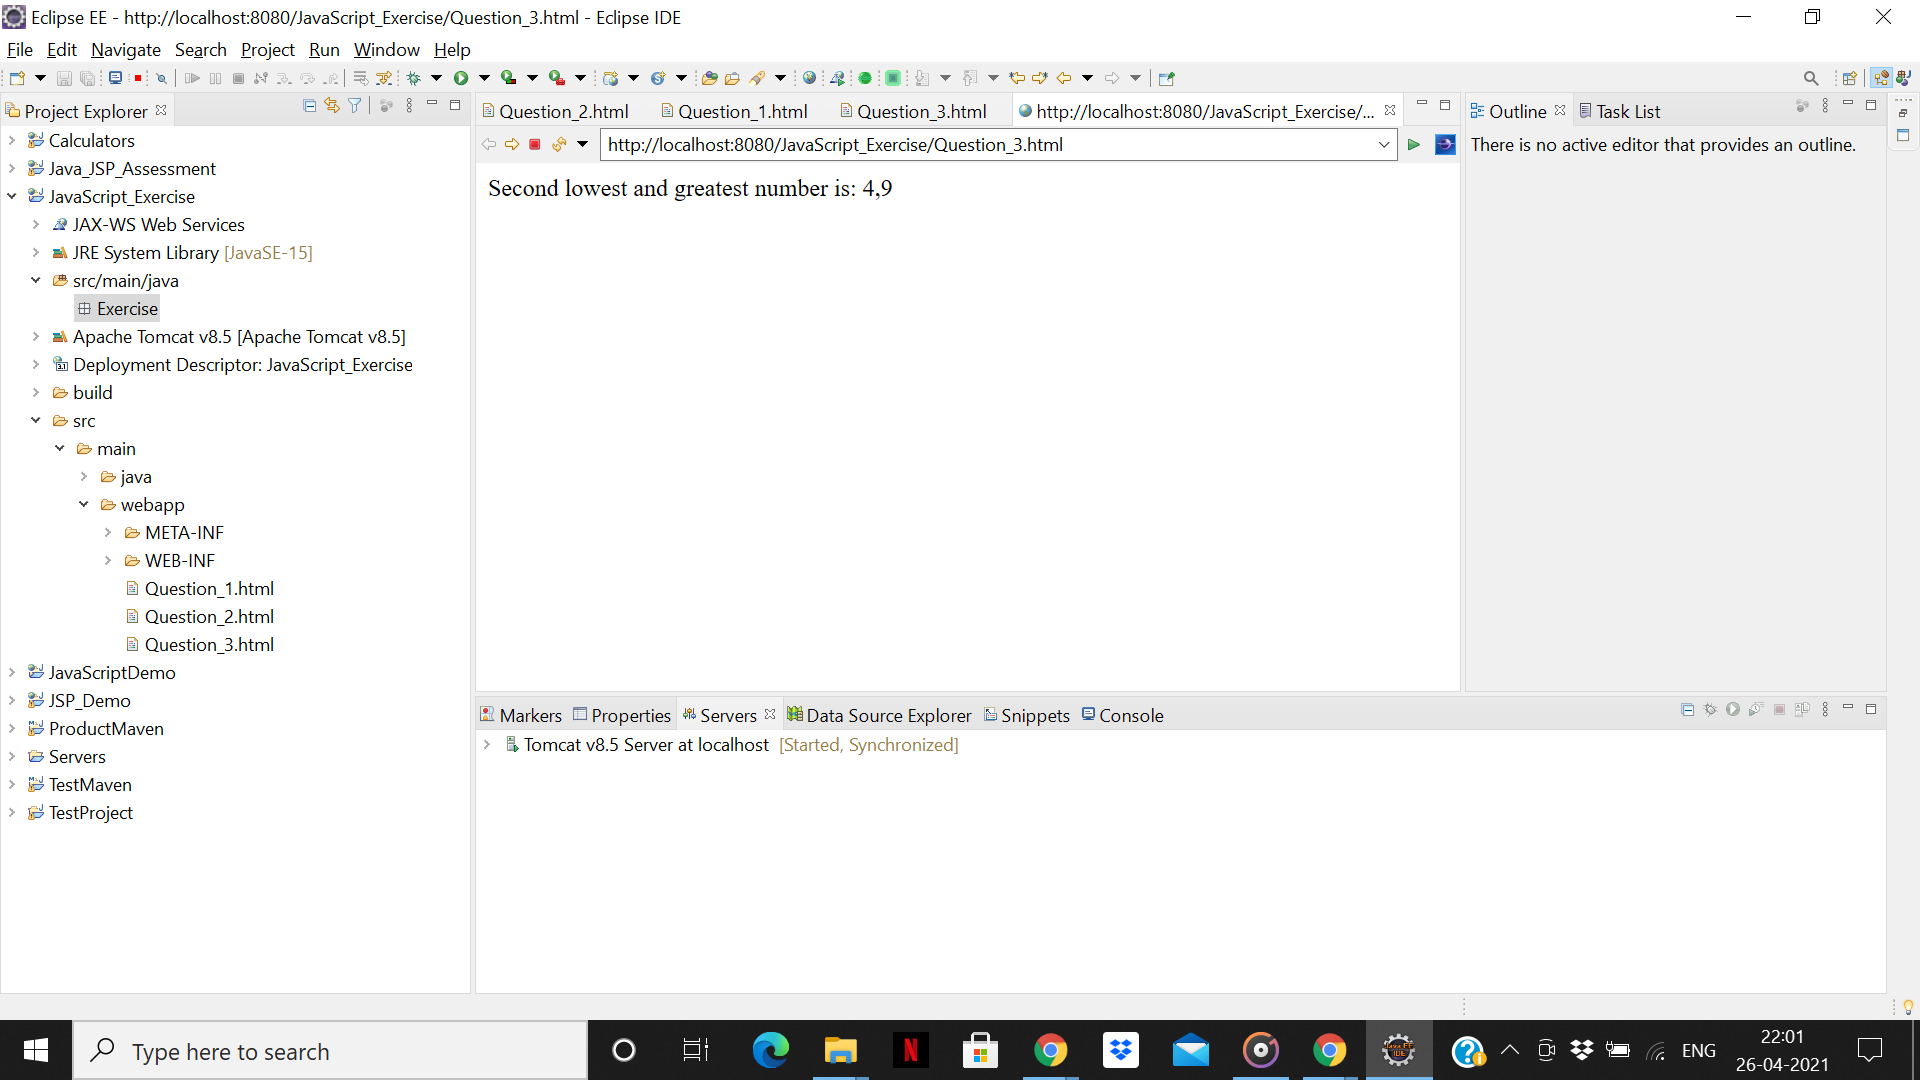 Eclipse EE - http://localhost:8080/JavaScript_Exercise/Question_3.html - Eclipse IDE
File Edit Navigate Search Project Run Window Help
Project Explorer
Calculators
Java_JSP_Assessment
JavaScript_Exercise
JAX-WS Web Services
JRE System Library [JavaSE-15]
src/main/java
Exercise
Apache Tomcat v8.5 [Apache Tomcat v8.5]
Deployment Descriptor: JavaScript_Exercise
build
src
main
java
webapp
META-INF
WEB-INF
Question_1.html
Question_2.html
Question_3.html
JavaScriptDemo
JSP_Demo
ProductMaven
Servers
TestMaven
TestProject
Question_2.html Question_1.html Question_3.html http://localhost:8080/JavaScript_Exercise/...
http://localhost:8080/JavaScript_Exercise/Question_3.html
Second lowest and greatest number is: 4,9
Outline Task List
There is no active editor that provides an outline.
Markers Properties Servers Data Source Explorer Snippets Console
Tomcat v8.5 Server at localhost [Started, Synchronized]
Type here to search
ENG
22:01
26-04-2021